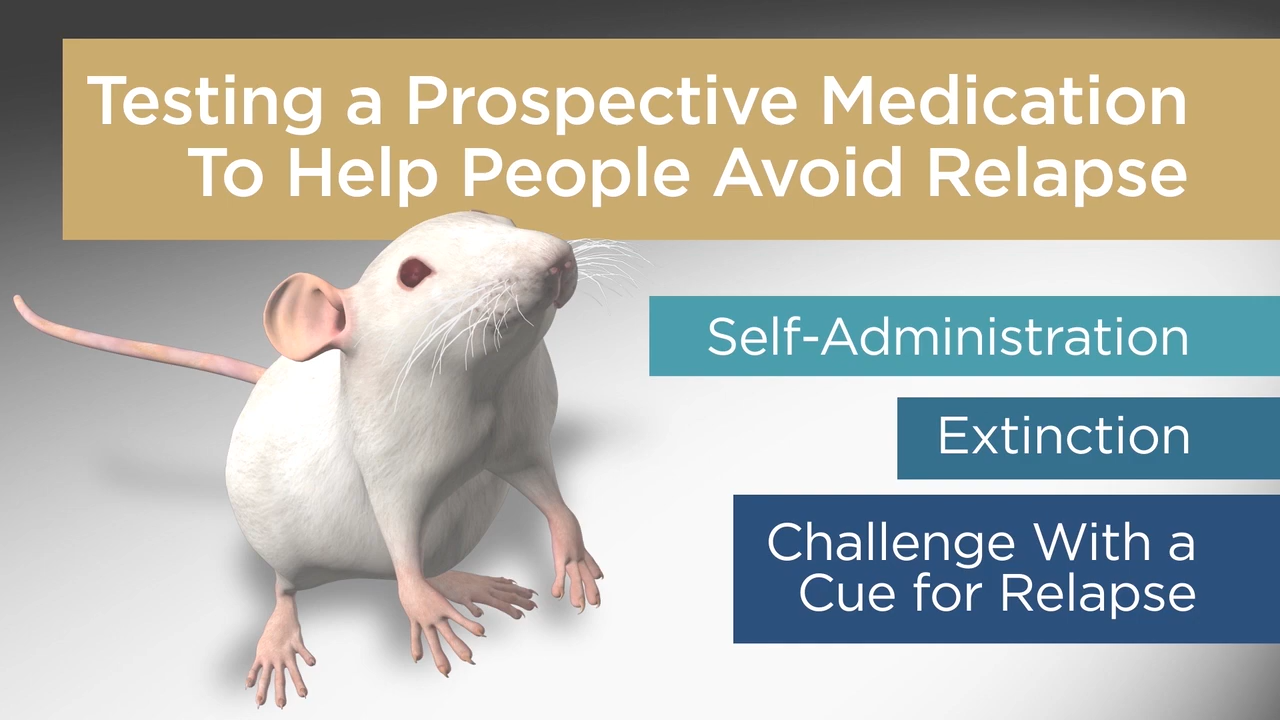 Testing a Prospective Medication
To Help People Avoid Relapse
Self-Administration
Extinction
Challenge With a
Cue for Relapse